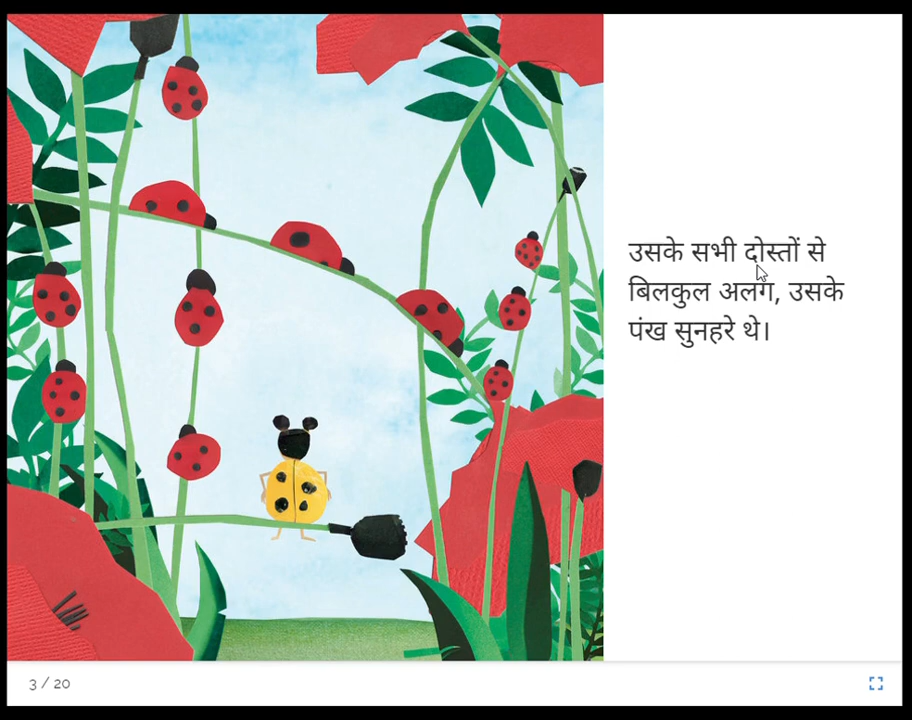 उसके सभी दोस्तों से
बिलकुल अलग, उसके
पंख सुनहरे थे।
3 / 20